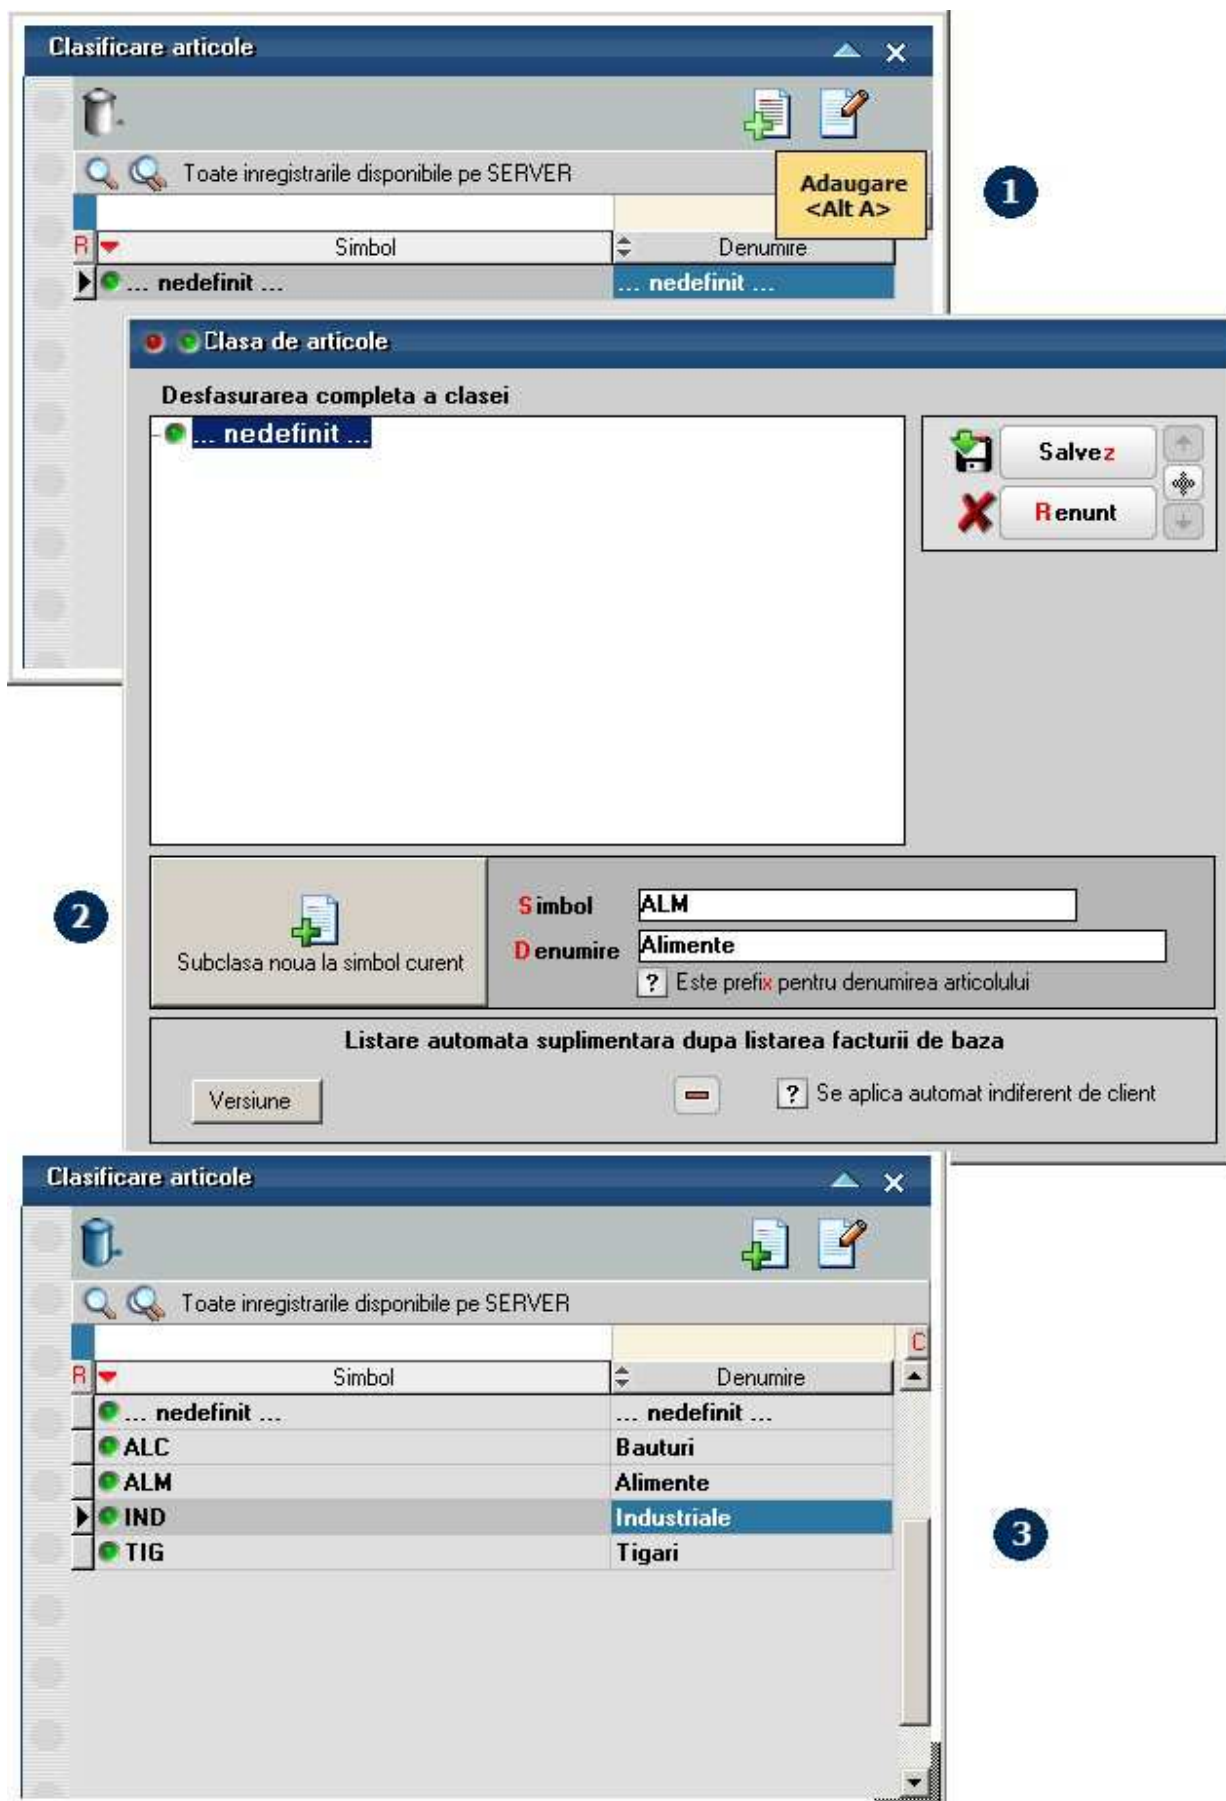 Clasificare articole
Toate inregistrarile disponibile pe SERVER
Adaugare
<Alt A>
1
R Simbol Denumire
... nedefinit ... ... nedefinit ...
Clasa de articole
Desfasurarea completa a clasei
... nedefinit ...
Salvez
Renunt
2
Subclasa noua la simbol curent
Simbol ALM
Denumire Alimente
? Este prefix pentru denumirea articolului
Listare automata suplimentara dupa listarea facturii de baza
Versiune
? Se aplica automat indiferent de client
Clasificare articole
Toate inregistrarile disponibile pe SERVER
C
R Simbol Denumire
... nedefinit ... ... nedefinit ...
ALC Bauturi
ALM Alimente
IND Industriale
TIG Tigari
3